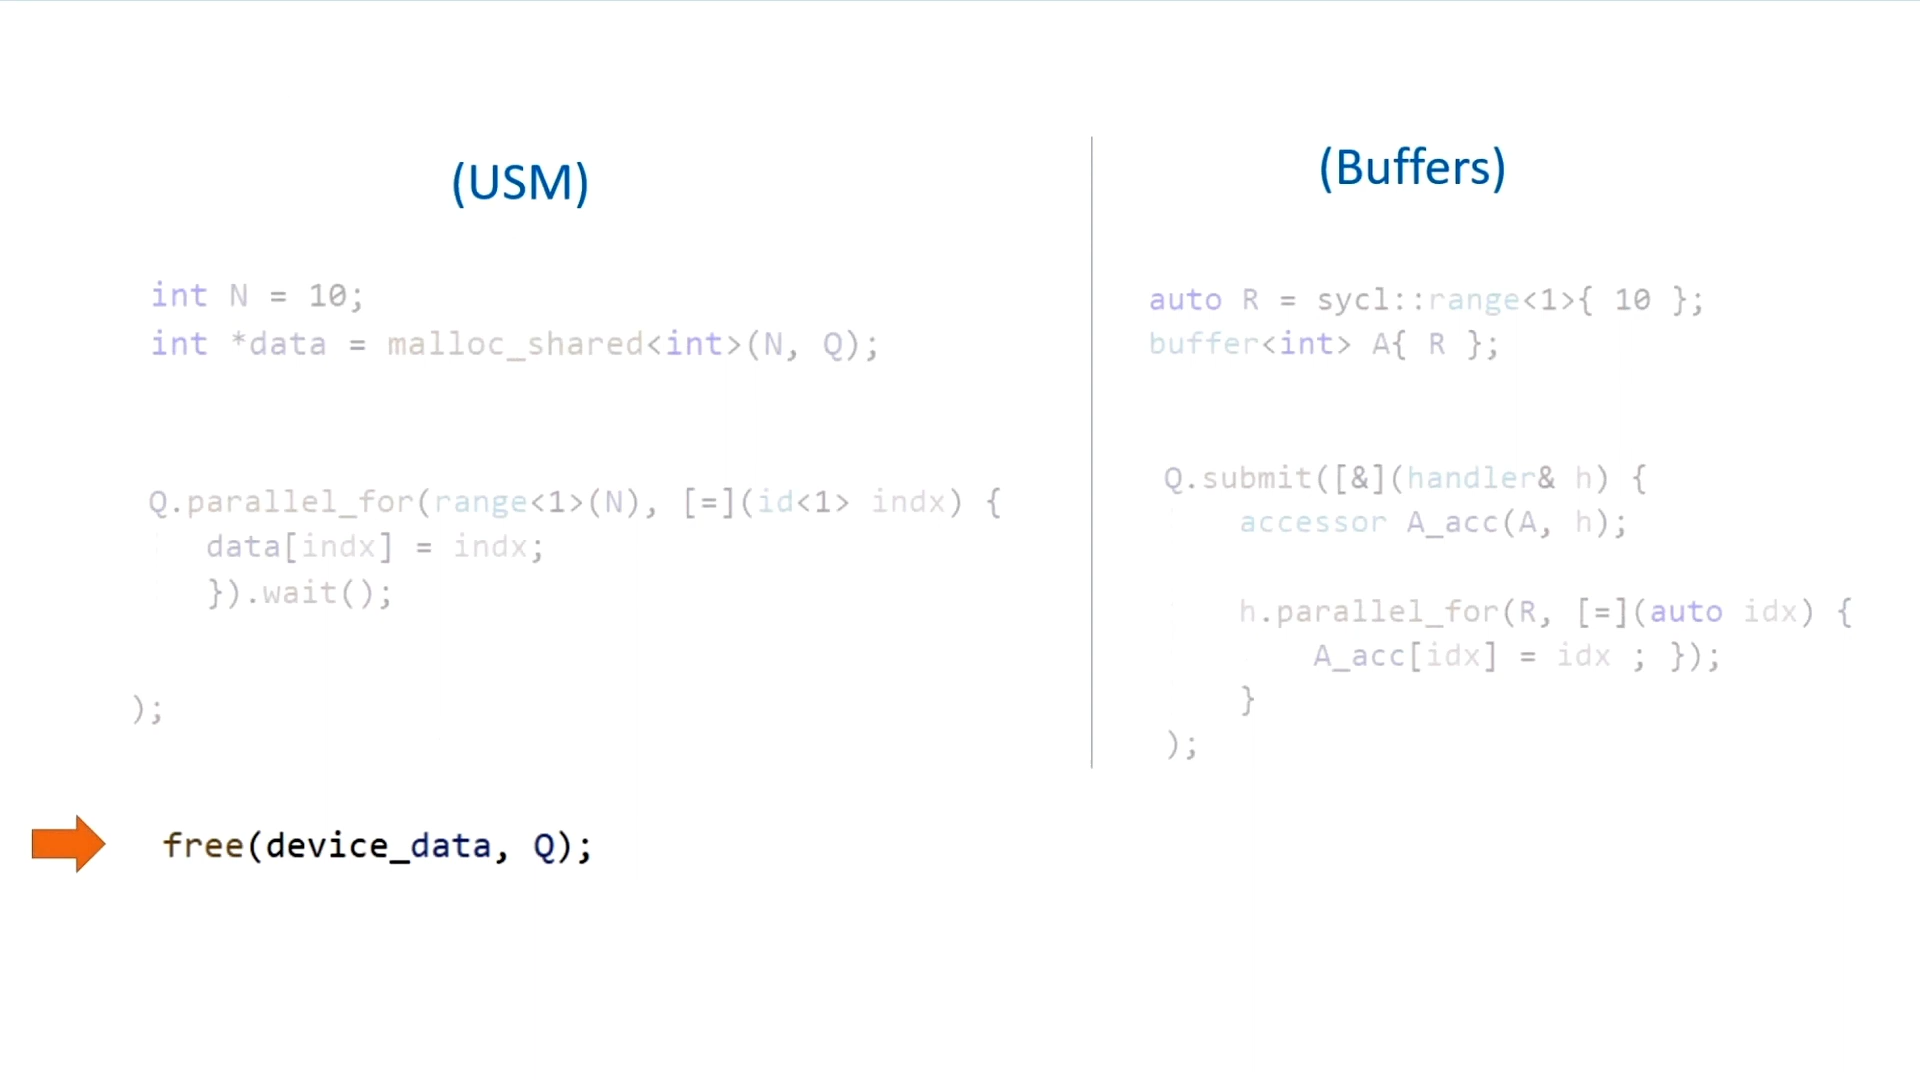 (USM)
int N = 10;
int *data = malloc_shared<int>(N, Q);
Q.parallel_for(range<1>(N), [=](id<1> indx) {
data[indx] = indx;
}).wait();
);
free(device_data, Q);
(Buffers)
auto R = sycl::range<1>{ 10 };
buffer<int> A{ R };
Q.submit([&](handler& h) {
accessor A_acc(A, h);
h.parallel_for(R, [=](auto idx) {
A_acc[idx] = idx ; });
}
);